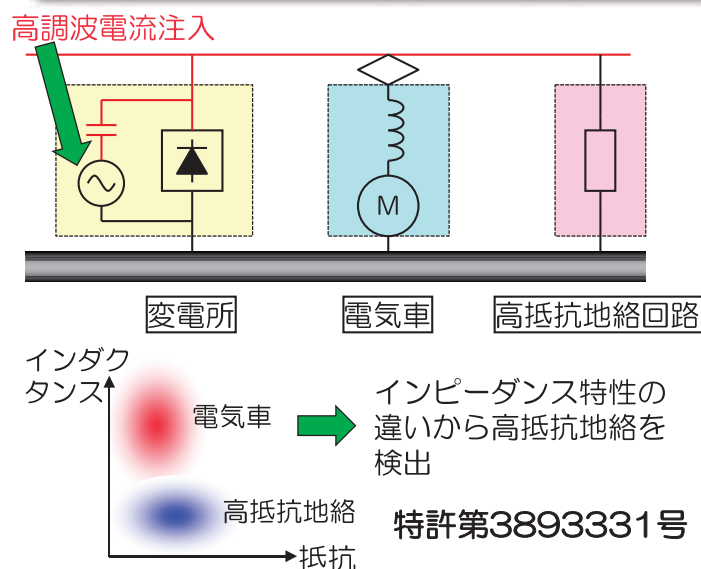 高調波電流注入
M
変電所
電気車
高抵抗地絡回路
インダク
タンス
電気車
高抵抗地絡
抵抗
インピーダンス特性の
違いから高抵抗地絡を
検出
特許第3893331号